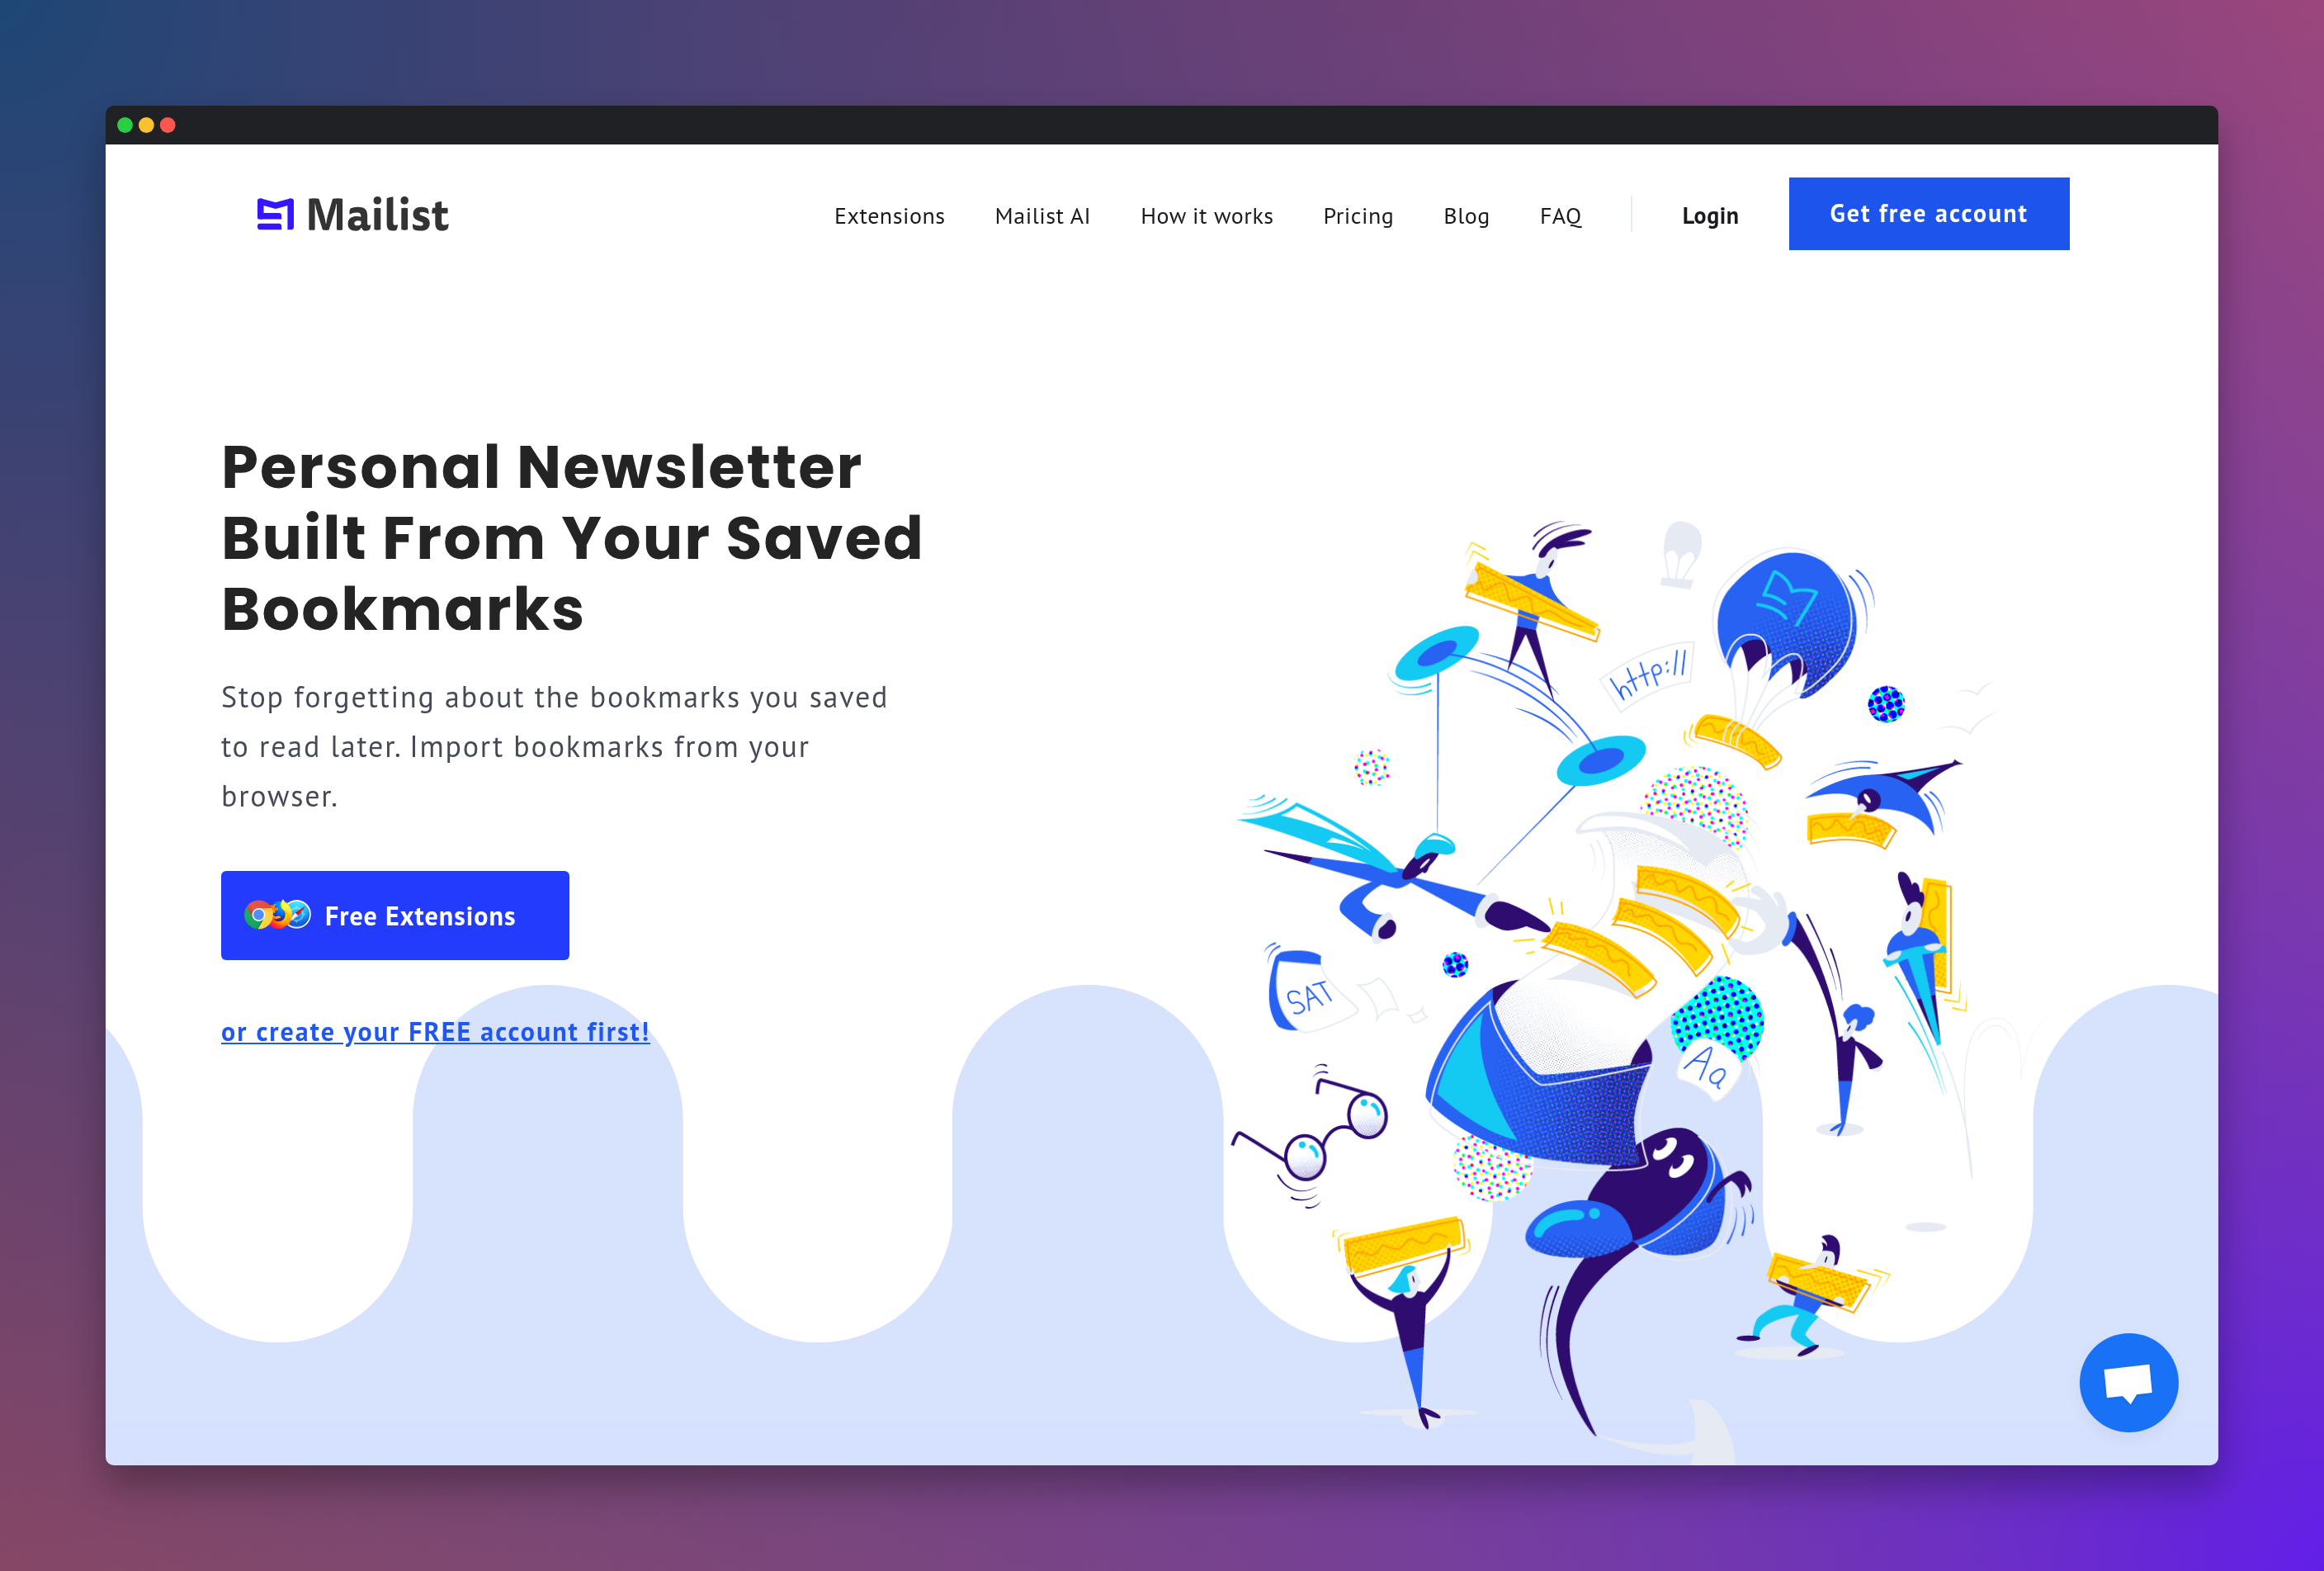 Mailist
Extensions
Mailist AI
How it works
Pricing
Blog
FAQ
Login
Get free account
Personal Newsletter
Built From Your Saved
Bookmarks
Stop forgetting about the bookmarks you saved
to read later. Import bookmarks from your
browser.
Free Extensions
or create your FREE account first!
http://
SAT
Aa